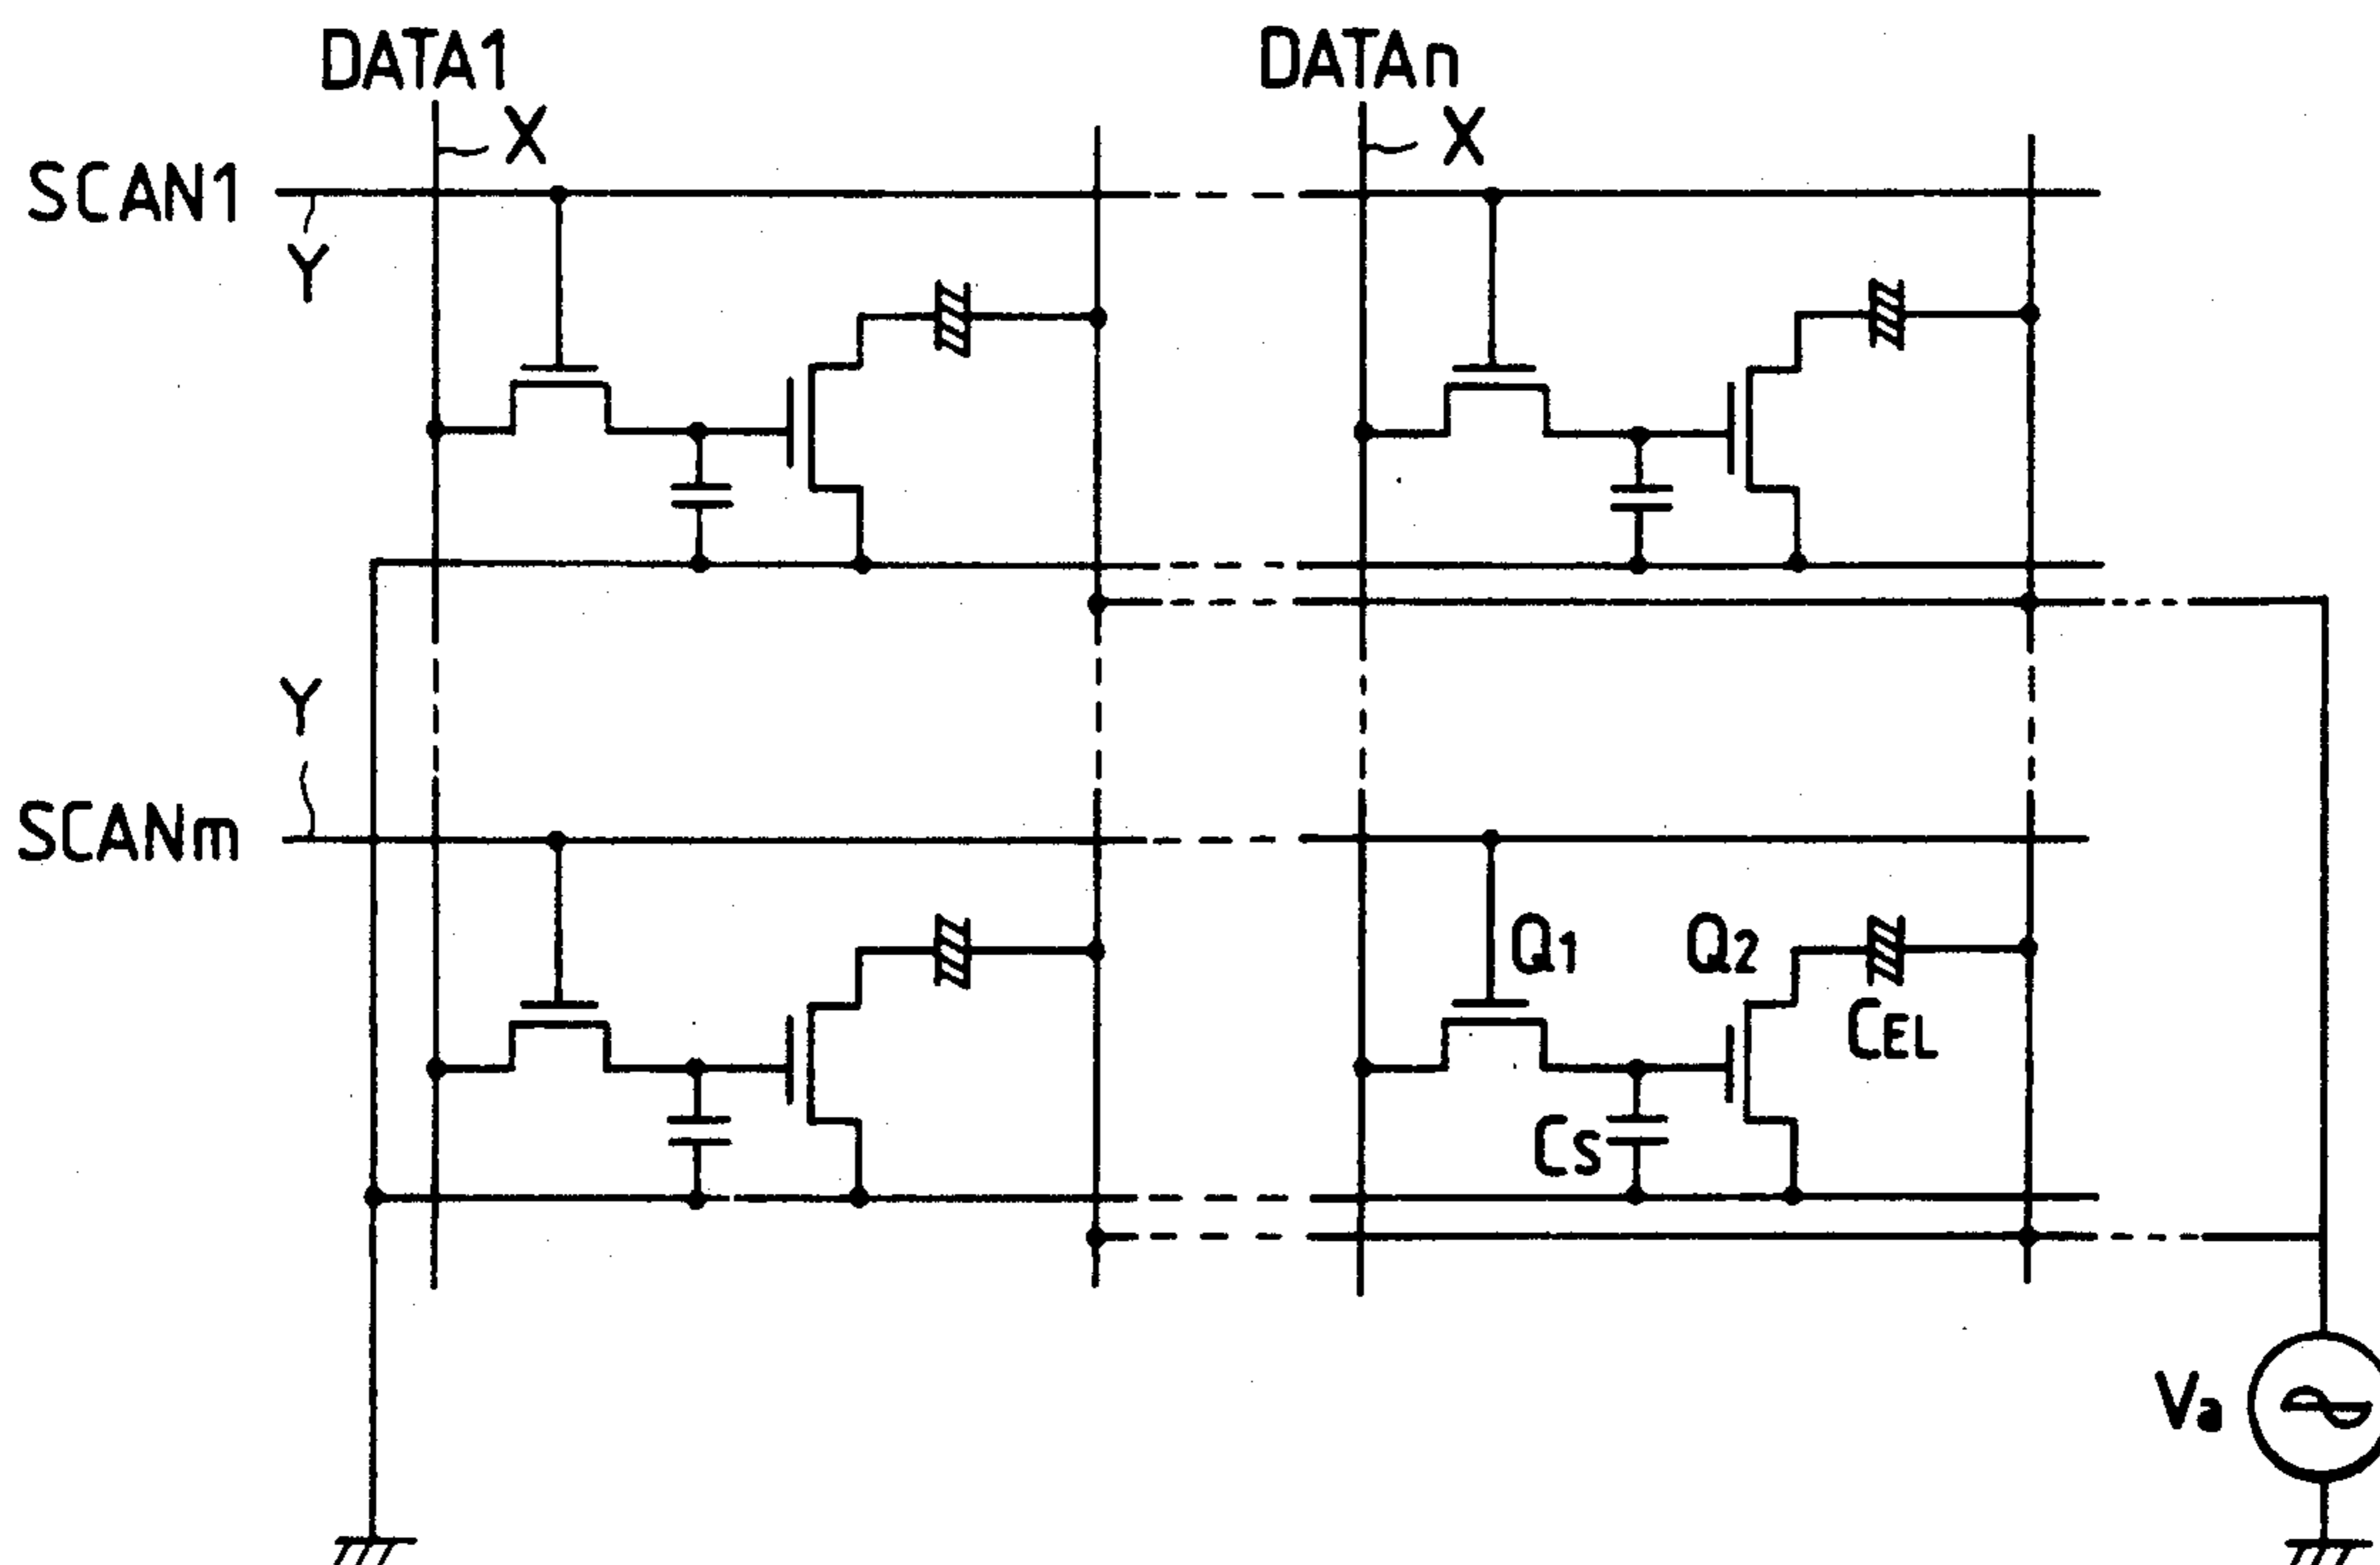 DATA1
DATAn
X
X
SCAN1
Y
Y
SCANm
Q1
Q2
CEL
Cs
Va